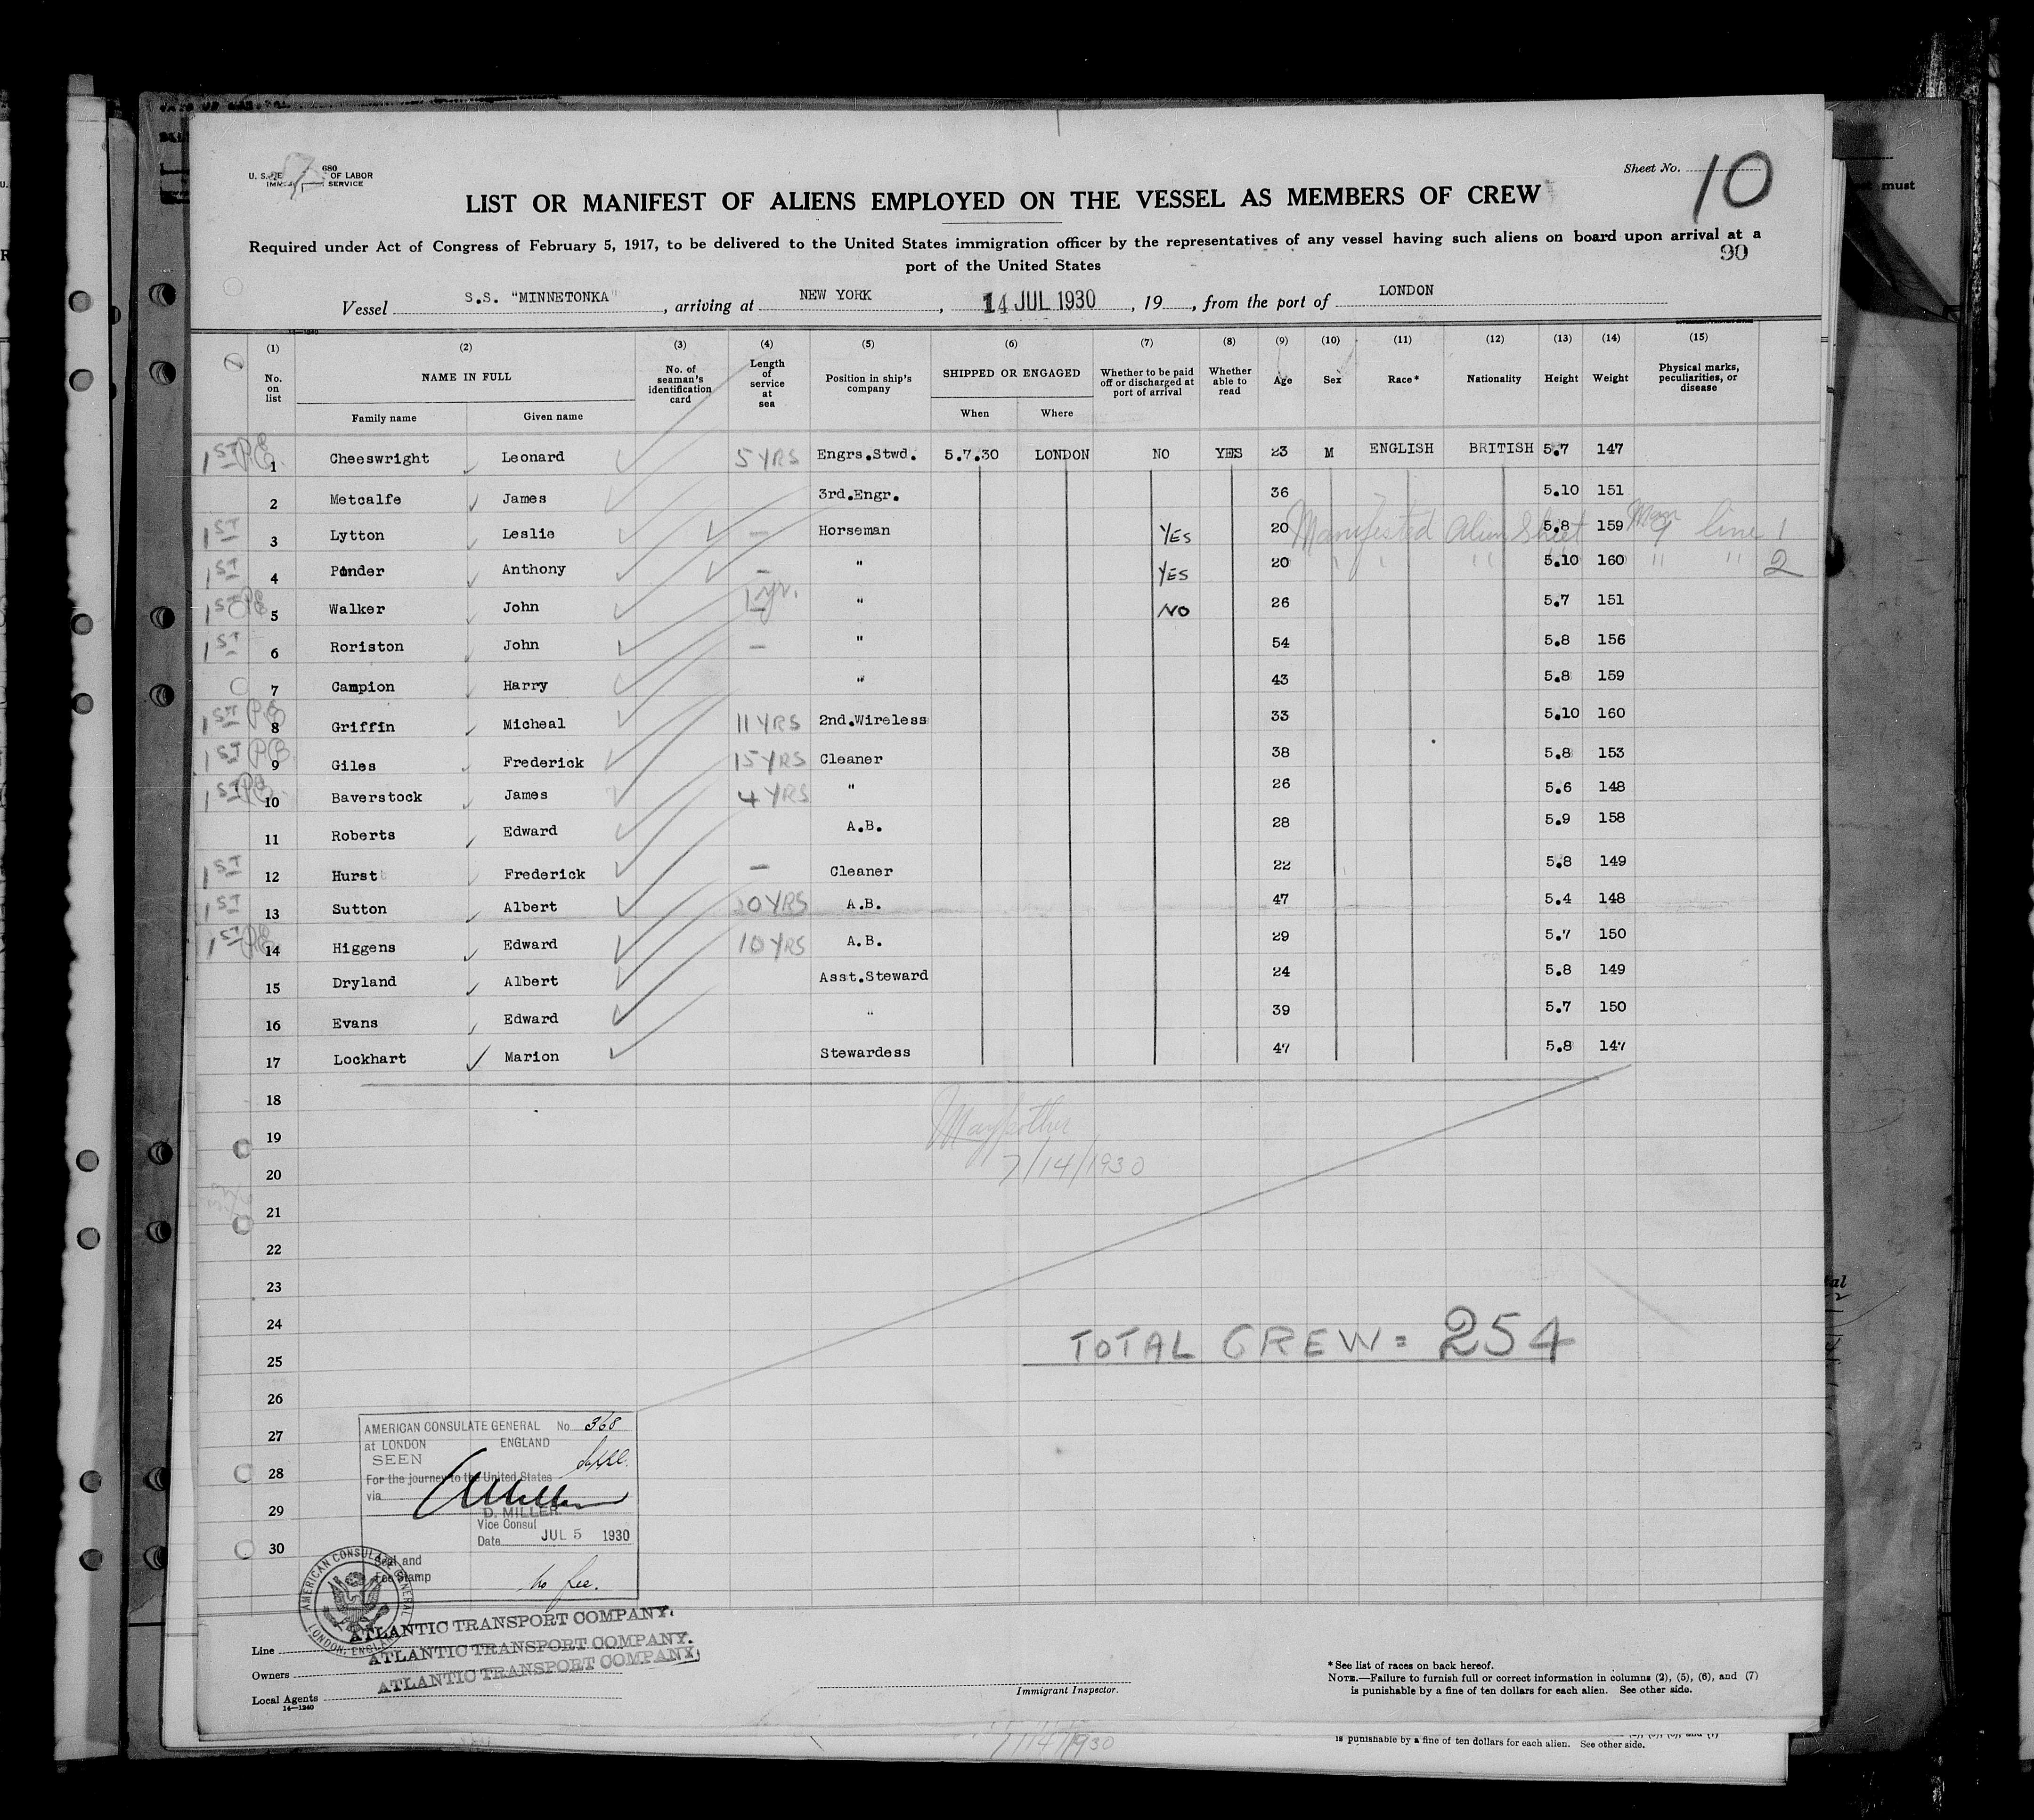 U. S. DE 680 OF LABOR
SERVICE
Sheet No. 10
LIST OR MANIFEST OF ALIENS EMPLOYED ON THE VESSEL AS MEMBERS OF CREW
Required under Act of Congress of February 5, 1917, to be delivered to the United States immigration officer by the representatives of any vessel having such aliens on board upon arrival at a
port of the United States
90
Vessel S.S. "MINNETONKA", arriving at NEW YORK, 14 JUL 1930, 19, from the port of LONDON
(1) (2) (3) (4) (5) (6) (7) (8) (9) (10) (11) (12) (13) (14) (15)
No. on list NAME IN FULL Family name Given name No. of seaman's identification card Length of service at sea Position in ship's company SHIPPED OR ENGAGED When Where Whether to be paid off or discharged at port of arrival Whether able to read Age Sex Race* Nationality Height Weight Physical marks, peculiarities, or disease
1ST P.E. 1 Cheeswright Leonard 5 YRS Engrs.Stwd. 5.7.30 LONDON NO YES 23 M ENGLISH BRITISH 5.7 147
2 Metcalfe James 3rd.Engr. 36 5.10 151
1ST 3 Lytton Leslie — Horseman YES 20 5.8 159 Manifested Alien Sheet 9 line 1
1ST 4 Ponder Anthony — " YES 20 5.10 160 " " 2
1ST PE 5 Walker John 1 yr. " NO 26 5.7 151
1ST 6 Roriston John — " 54 5.8 156
7 Campion Harry " 43 5.8 159
1ST P.E 8 Griffin Micheal 11 YRS 2nd.Wireless 33 5.10 160
1ST P.B. 9 Giles Frederick 15 YRS Cleaner 38 5.8 153
1ST P.E. 10 Baverstock James 4 YRS " 26 5.6 148
11 Roberts Edward A.B. 28 5.9 158
1ST 12 Hurst Frederick — Cleaner 22 5.8 149
1ST 13 Sutton Albert 20 YRS A.B. 47 5.4 148
1ST P.E. 14 Higgens Edward 10 YRS A.B. 29 5.7 150
15 Dryland Albert Asst.Steward 24 5.8 149
16 Evans Edward " 39 5.7 150
17 Lockhart Marion Stewardess 47 5.8 147
18
19
7/14/1930
20
21
22
23
24
TOTAL CREW = 254
25
26
27
28
29
30
AMERICAN CONSULATE GENERAL No 368
at LONDON ENGLAND
SEEN
For the journey to the United States
via
D. MILLER
Vice Consul
Date JUL 5 1930
Seal and
Fee Stamp
No fee.
AMERICAN CONSULATE GENERAL LONDON, ENGLAND
Line ATLANTIC TRANSPORT COMPANY.
Owners ATLANTIC TRANSPORT COMPANY.
Local Agents ATLANTIC TRANSPORT COMPANY.
14—1240
Immigrant Inspector.
* See list of races on back hereof.
NOTE.—Failure to furnish full or correct information in columns (2), (5), (6), and (7)
is punishable by a fine of ten dollars for each alien. See other side.
7/14/1930
is punishable by a fine of ten dollars for each alien. See other side.
must